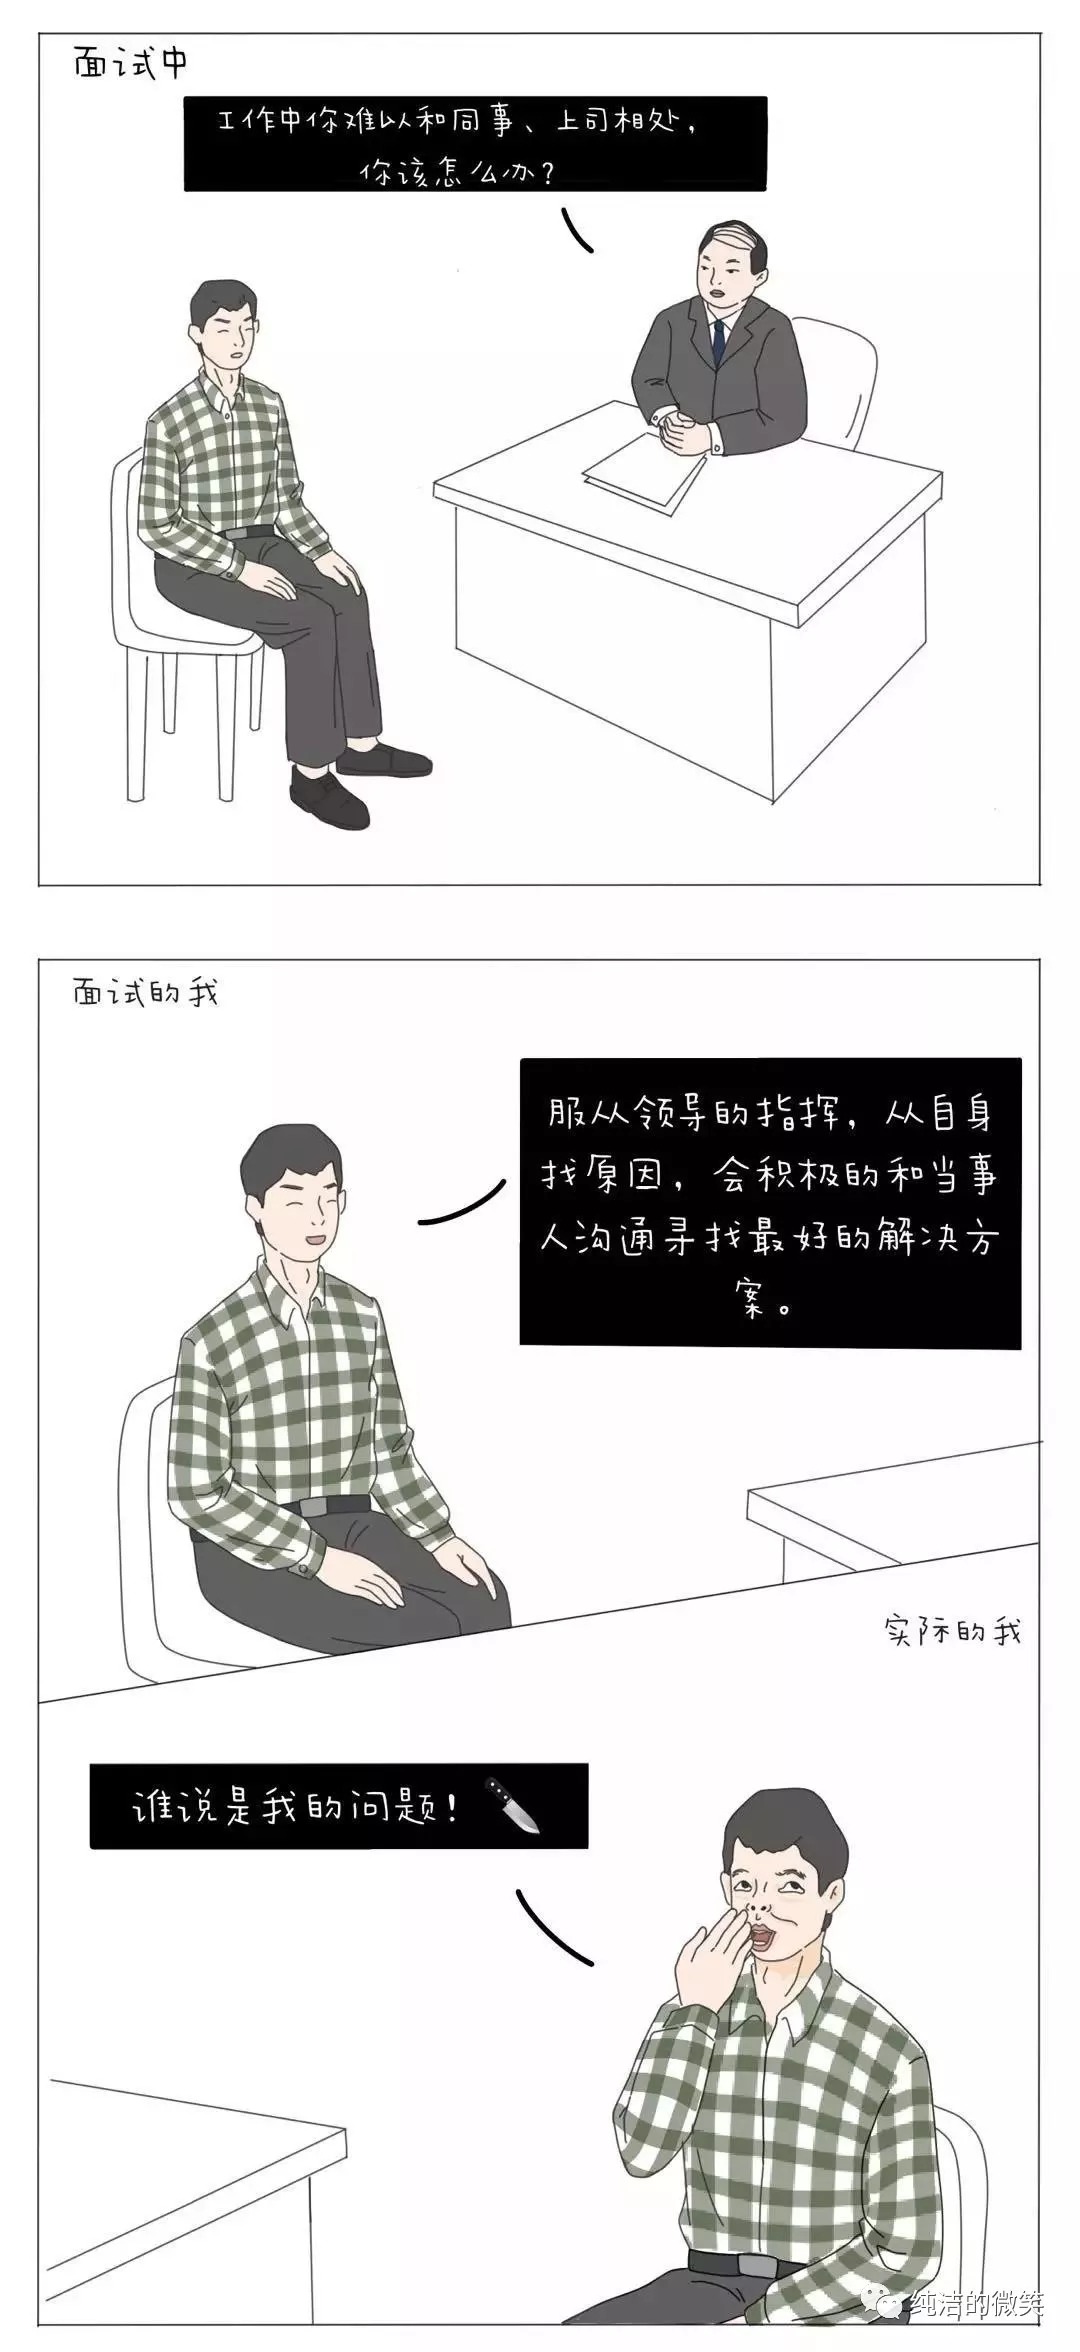 面试中
工作中你难以和同事、上司相处,
你该怎么办?
面试的我
服从领导的指挥,从自身
找原因,会积极的和当事
人沟通寻找最好的解决方
案。
实际的我
谁说是我的问题!
纯洁的微笑